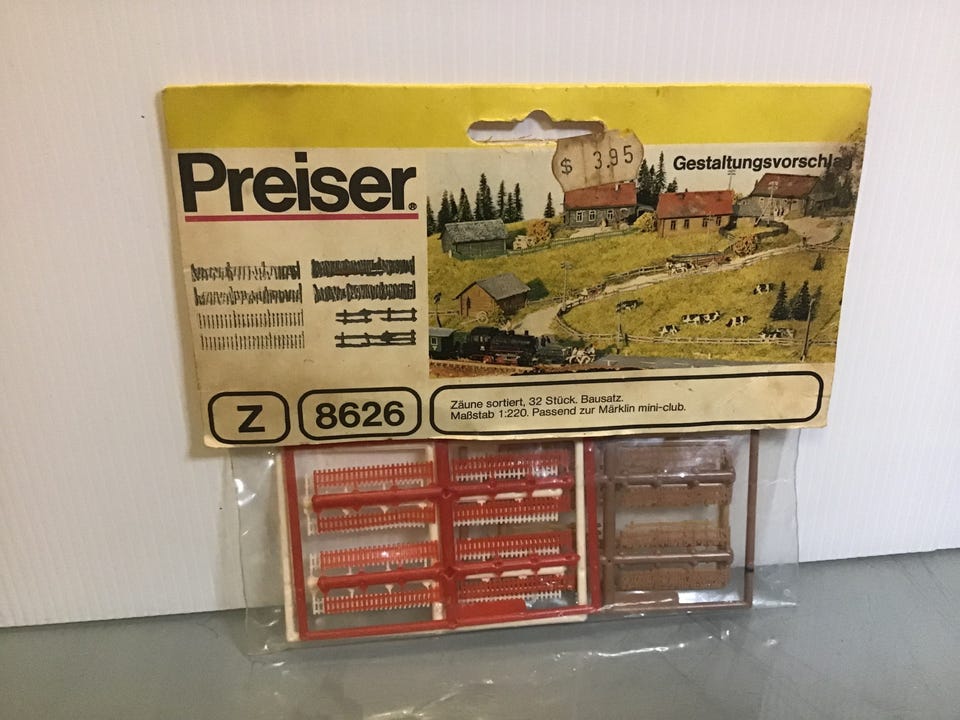 $ 3.95
Preiser®
Gestaltungsvorschlag
Z
8626
Zäune sortiert, 32 Stück. Bausatz.
Maßstab 1:220. Passend zur Märklin mini-club.